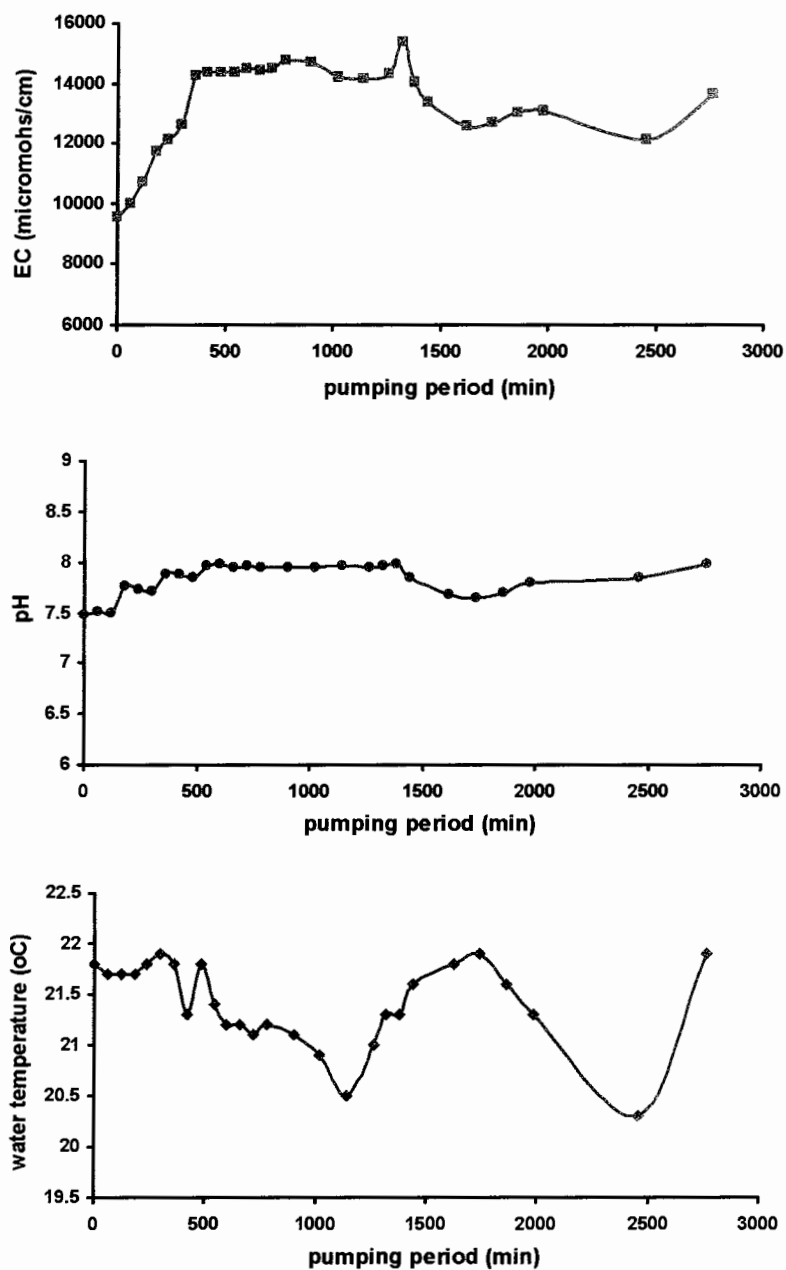 16000
14000
12000
10000
8000
6000
EC (micromohs/cm)
0 500 1000 1500 2000 2500 3000
pumping period (min)
9
8.5
8
7.5
7
6.5
6
pH
0 500 1000 1500 2000 2500 3000
pumping period (min)
22.5
22
21.5
21
20.5
20
19.5
water temperature (oC)
0 500 1000 1500 2000 2500 3000
pumping period (min)